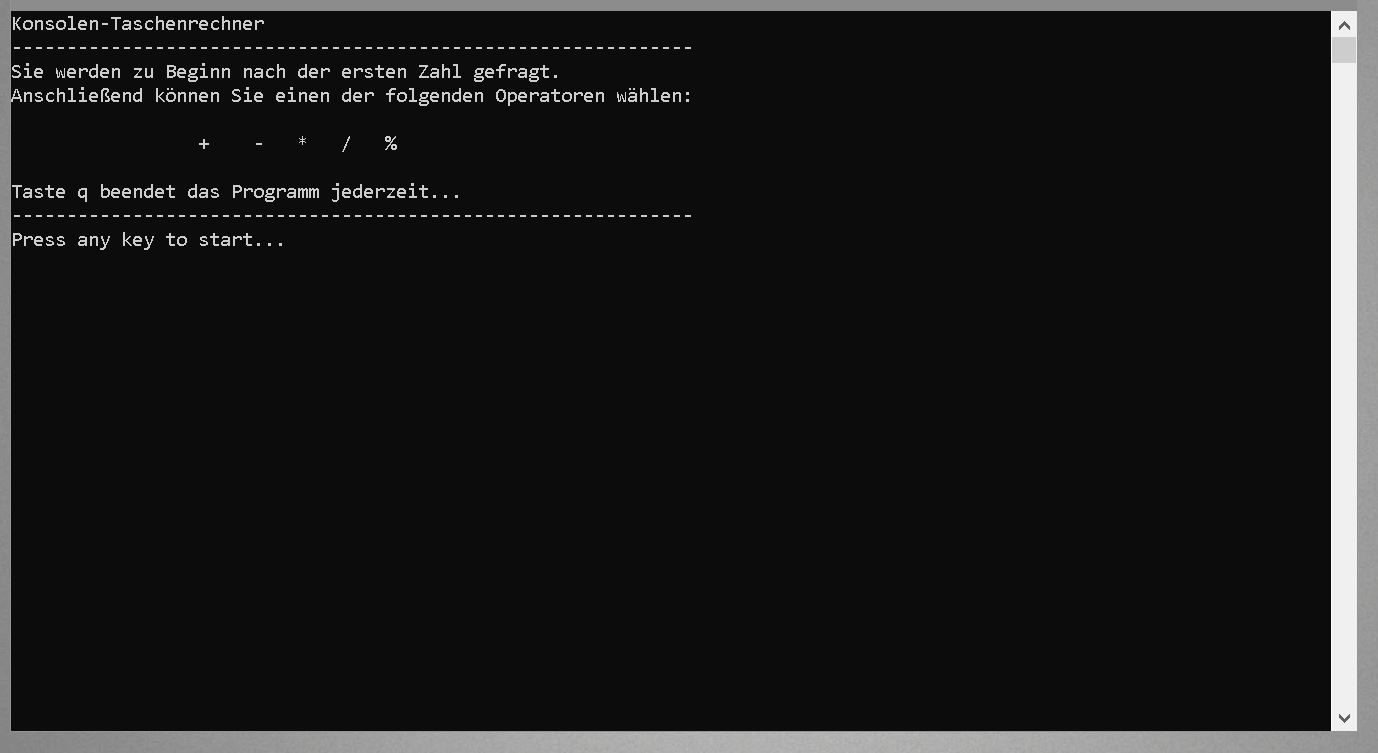 Konsolen-Taschenrechner
--------------------------------------------------------------
Sie werden zu Beginn nach der ersten Zahl gefragt.
Anschließend können Sie einen der folgenden Operatoren wählen:
+ - * / %
Taste q beendet das Programm jederzeit...
--------------------------------------------------------------
Press any key to start...